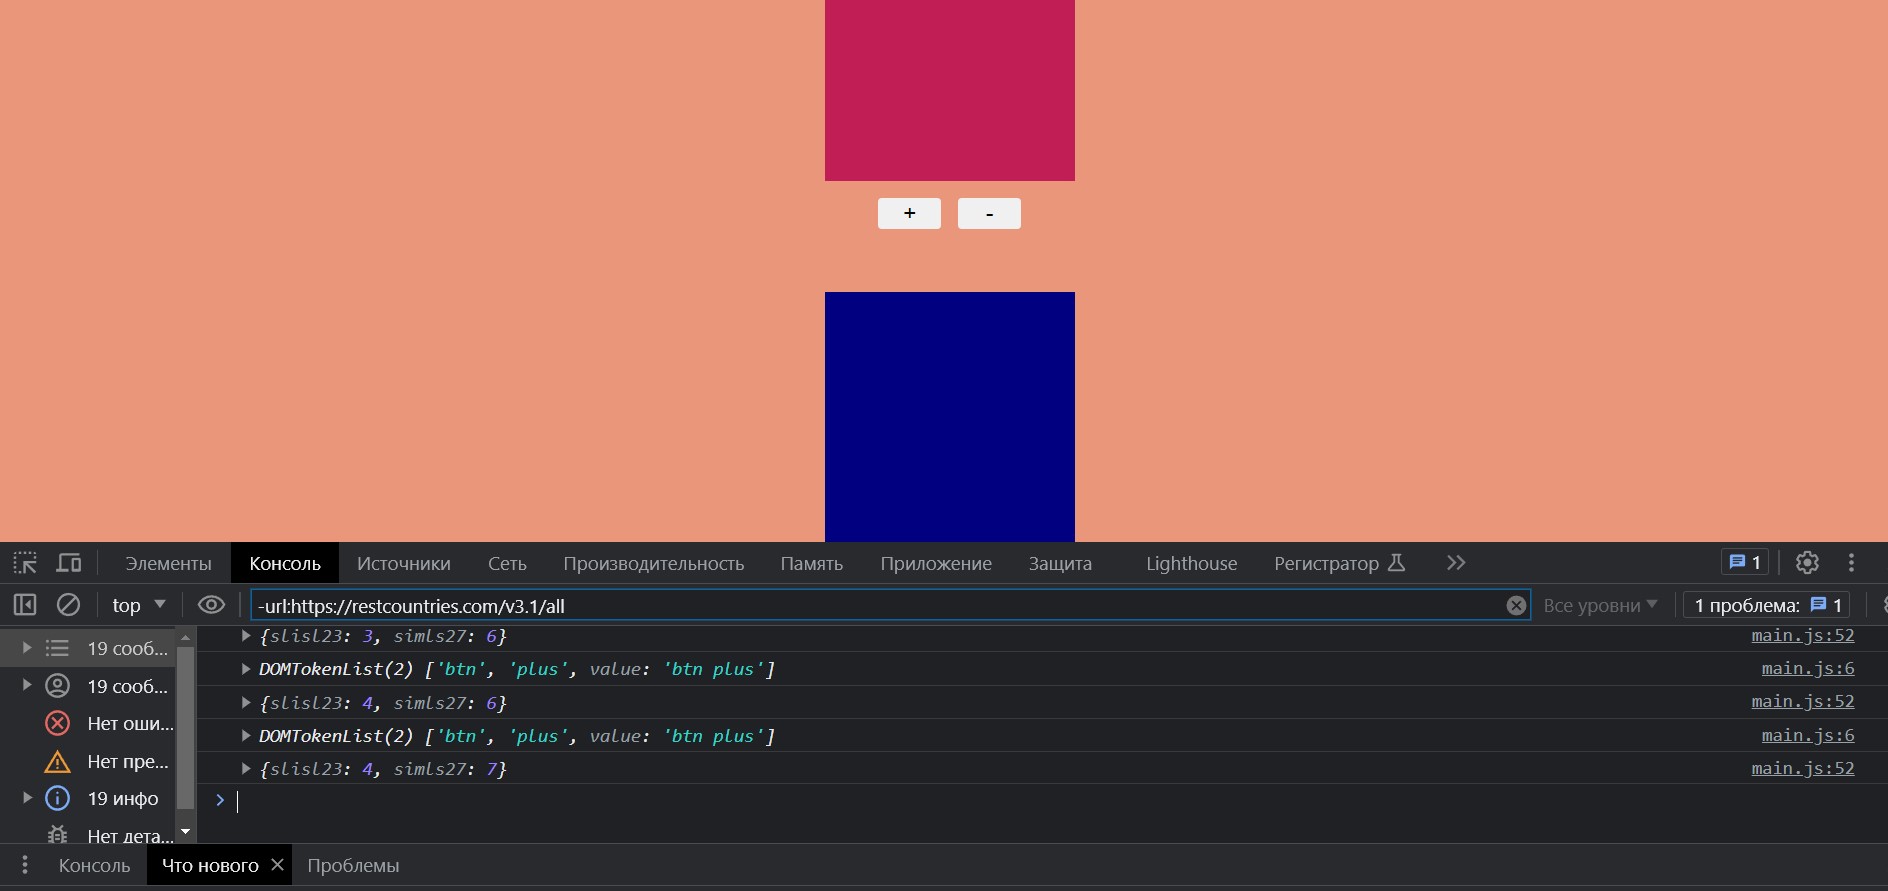 + -
Элементы Консоль Источники Сеть Производительность Память Приложение Защита Lighthouse Регистратор 1
top -url:https://restcountries.com/v3.1/all Все уровни 1 проблема: 1
19 сооб... {slisl23: 3, simls27: 6} main.js:52
19 сооб... DOMTokenList(2) ['btn', 'plus', value: 'btn plus'] main.js:6
Нет оши... {slisl23: 4, simls27: 6} main.js:52
Нет пре... DOMTokenList(2) ['btn', 'plus', value: 'btn plus'] main.js:6
19 инфо {slisl23: 4, simls27: 7} main.js:52
Нет дета...
Консоль Что нового Проблемы